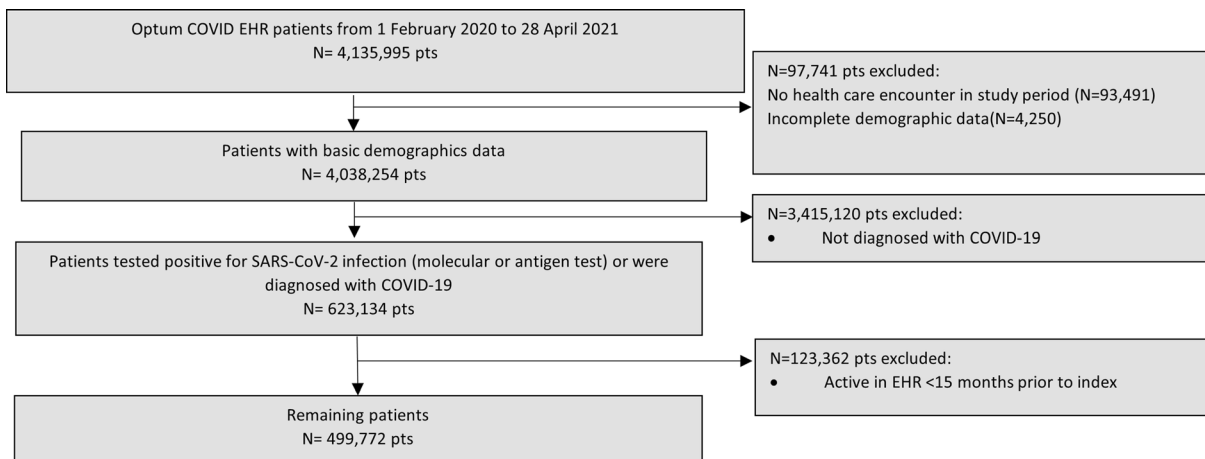 Optum COVID EHR patients from 1 February 2020 to 28 April 2021
N= 4,135,995 pts
N=97,741 pts excluded:
No health care encounter in study period (N=93,491)
Incomplete demographic data(N=4,250)
Patients with basic demographics data
N= 4,038,254 pts
N=3,415,120 pts excluded:
• Not diagnosed with COVID-19
Patients tested positive for SARS-CoV-2 infection (molecular or antigen test) or were
diagnosed with COVID-19
N= 623,134 pts
N=123,362 pts excluded:
• Active in EHR <15 months prior to index
Remaining patients
N= 499,772 pts